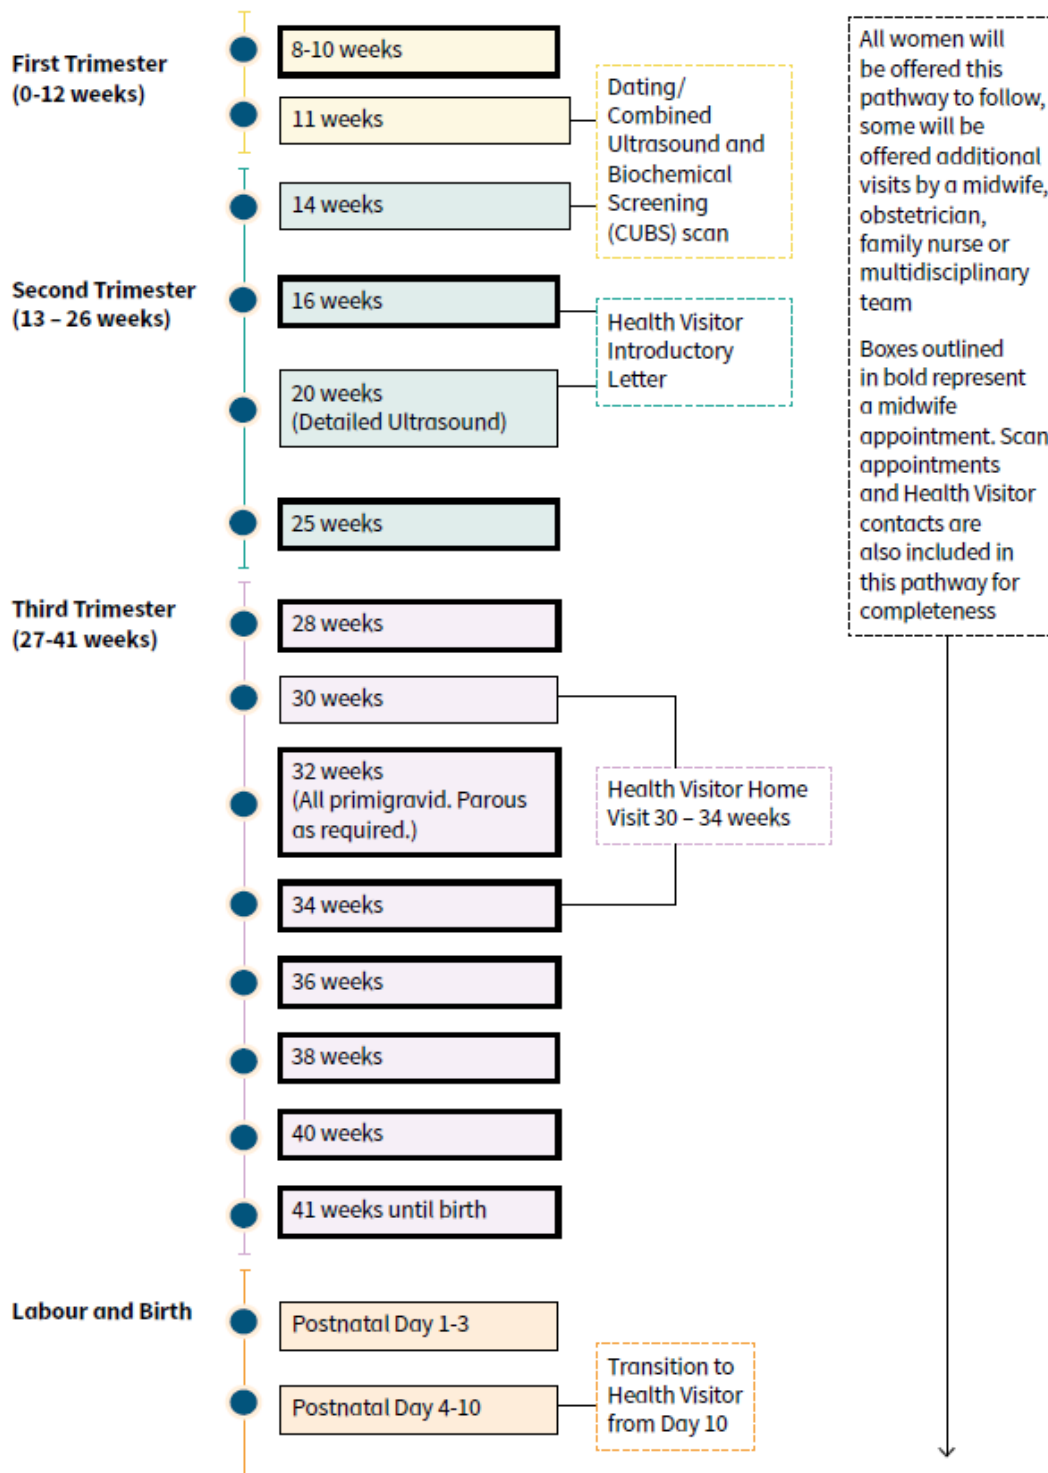 First Trimester
(0-12 weeks)
8-10 weeks
11 weeks
Dating/
Combined
Ultrasound and
Biochemical
Screening
(CUBS) scan
14 weeks
Second Trimester
(13 – 26 weeks)
16 weeks
Health Visitor
Introductory
Letter
20 weeks
(Detailed Ultrasound)
25 weeks
Third Trimester
(27-41 weeks)
28 weeks
30 weeks
32 weeks
(All primigravid. Parous
as required.)
Health Visitor Home
Visit 30 – 34 weeks
34 weeks
36 weeks
38 weeks
40 weeks
41 weeks until birth
Labour and Birth
Postnatal Day 1-3
Postnatal Day 4-10
Transition to
Health Visitor
from Day 10
All women will
be offered this
pathway to follow,
some will be
offered additional
visits by a midwife,
obstetrician,
family nurse or
multidisciplinary
team
Boxes outlined
in bold represent
a midwife
appointment. Scan
appointments
and Health Visitor
contacts are
also included in
this pathway for
completeness